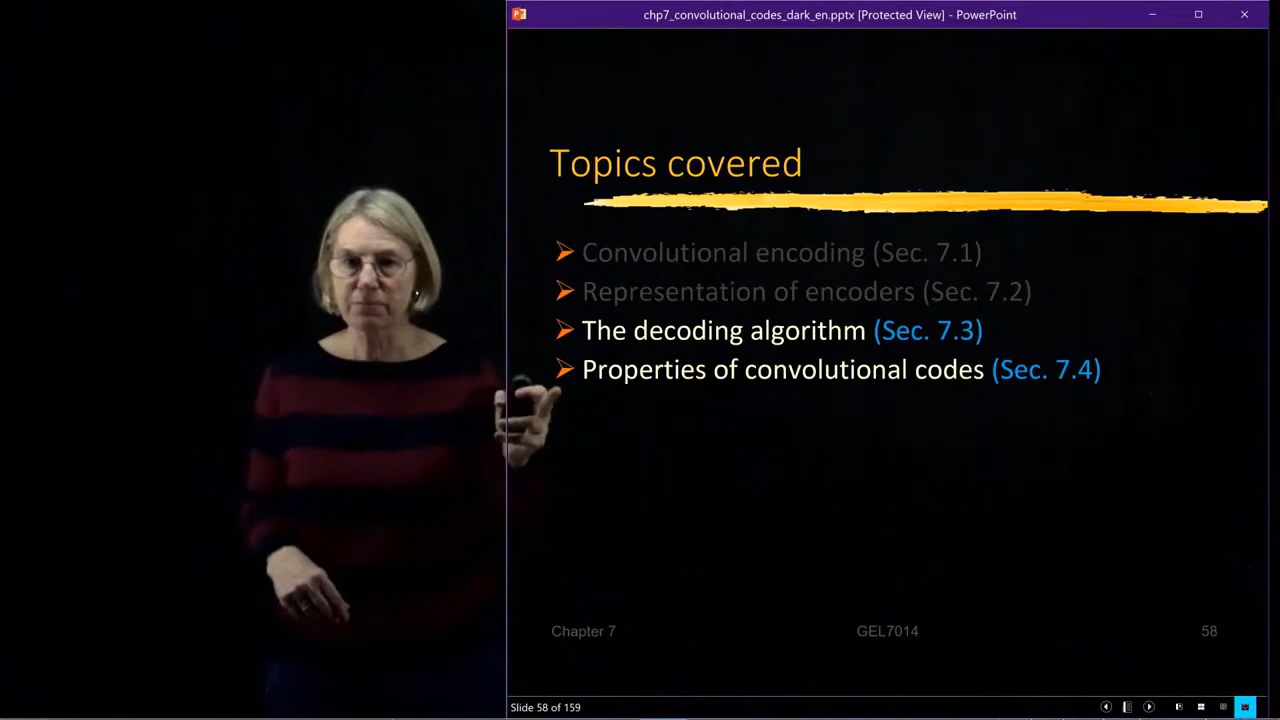 chp7_convolutional_codes_dark_en.pptx [Protected View] - PowerPoint
Topics covered
Convolutional encoding (Sec. 7.1)
Representation of encoders (Sec. 7.2)
The decoding algorithm (Sec. 7.3)
Properties of convolutional codes (Sec. 7.4)
Chapter 7 GEL7014 58
Slide 58 of 159